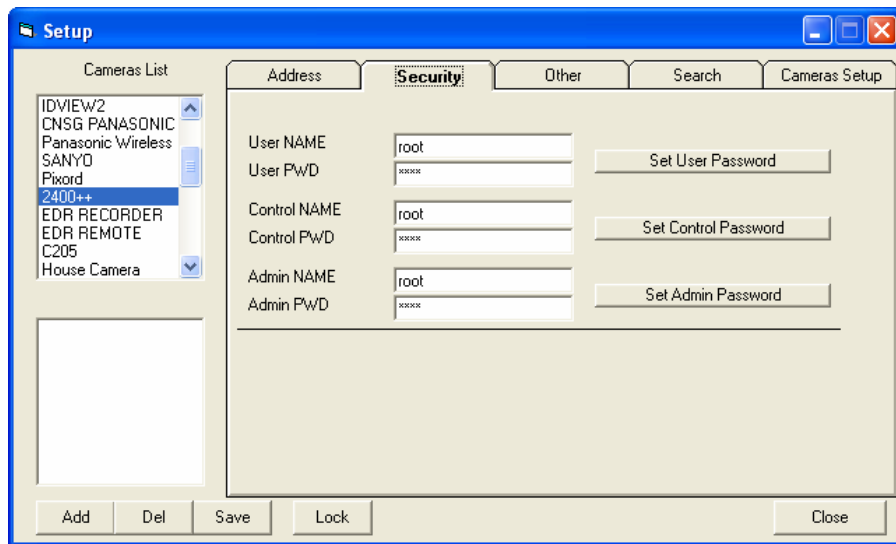 Setup
Cameras List
IDVIEW2
CNSG PANASONIC
Panasonic Wireless
SANYO
Pixord
2400++
EDR RECORDER
EDR REMOTE
C205
House Camera
Address Security Other Search Cameras Setup
User NAME root
User PWD ****
Set User Password
Control NAME root
Control PWD ****
Set Control Password
Admin NAME root
Admin PWD ****
Set Admin Password
Add Del Save Lock Close